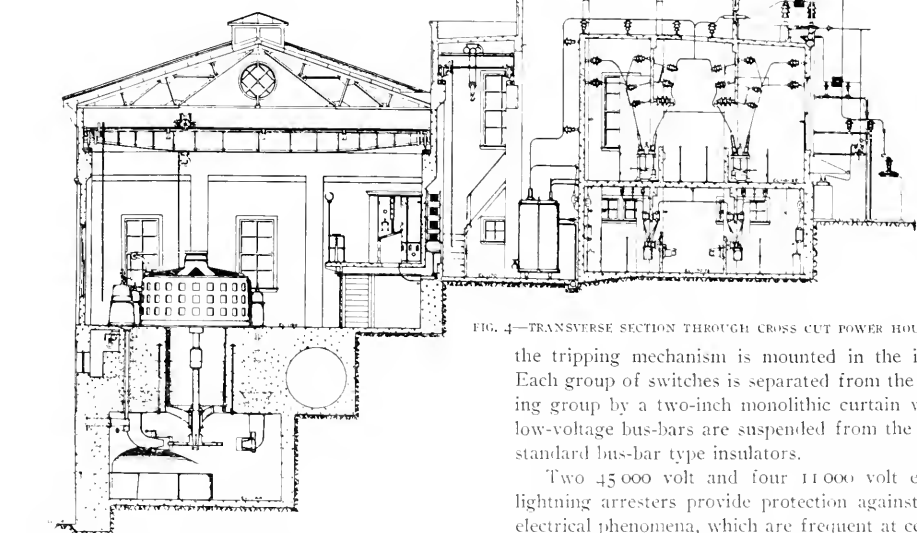 FIG. 4—TRANSVERSE SECTION THROUGH CROSS CUT POWER HOU
the tripping mechanism is mounted in the i
Each group of switches is separated from the
ing group by a two-inch monolithic curtain w
low-voltage bus-bars are suspended from the
standard bus-bar type insulators.
Two 45 000 volt and four 11 000 volt e
lightning arresters provide protection against
electrical phenomena, which are frequent at ce